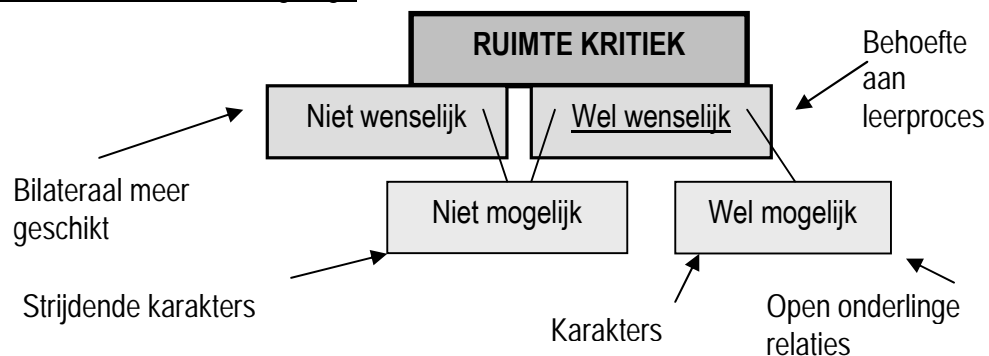 RUIMTE KRITIEK
Behoefte
aan
leerproces
Niet wenselijk
Wel wenselijk
Bilateraal meer
geschikt
Niet mogelijk
Wel mogelijk
Strijdende karakters
Karakters
Open onderlinge
relaties